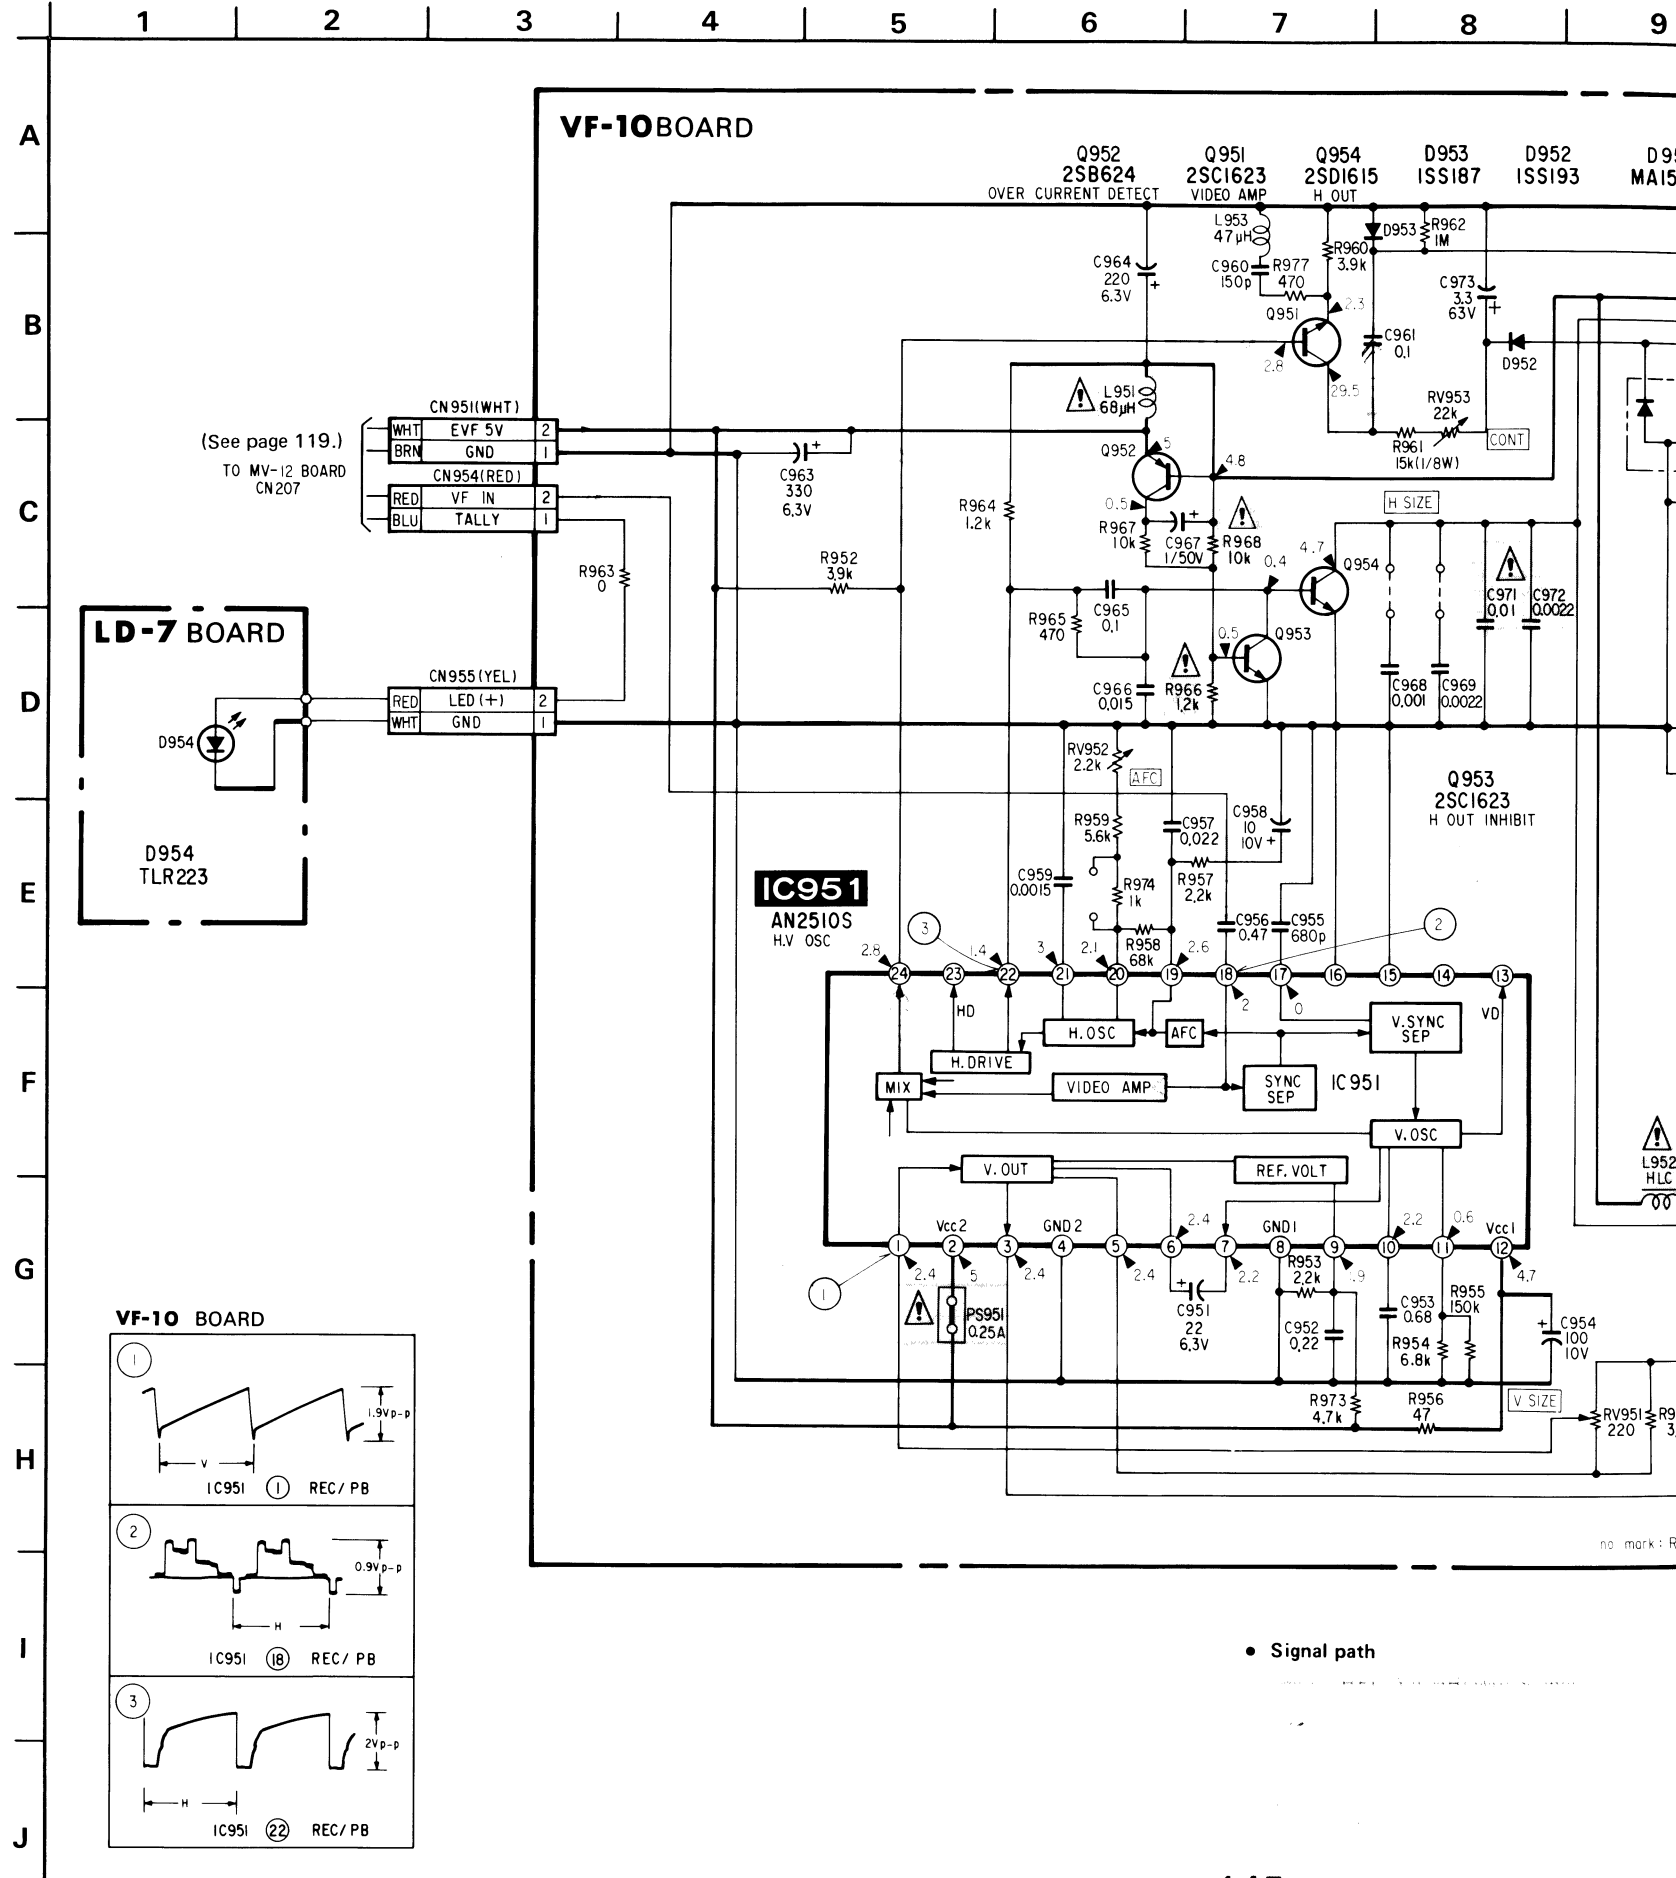 1 2 3 4 5 6 7 8 9
A
B
C
D
E
F
G
H
I
J
VF-10 BOARD
Q952
2SB624
OVER CURRENT DETECT
Q951
2SC1623
VIDEO AMP
Q954
2SD1615
H OUT
D953
1SS187
D952
1SS193
MA15
L953
47μH
C960
150p
R977
470
R960
3.9k
D953
R962
1M
C964
220
6.3V
+
C973
3.3
63V
+
Q951
2.3
2.8
29.5
C961
0.1
D952
L951
68μH
RV953
22k
R961
15k(1/8W)
CONT
CN951(WHT)
WHT EVF 5V 2
BRN GND 1
(See page 119.)
TO MV-12 BOARD
CN207
CN954(RED)
RED VF IN 2
BLU TALLY 1
C963
330
6.3V
+
Q952
5
4.8
0.5
R964
1.2k
R967
10k
C967
1/50V
+
R968
10k
H SIZE
R963
0
R952
3.9k
0.4
4.7
Q954
C971
0.01
C972
0.0022
R965
470
C965
0.1
0.5
Q953
C966
0.015
R966
1.2k
C968
0.001
C969
0.0022
LD-7 BOARD
D954
D954
TLR223
CN955(YEL)
RED LED(+) 2
WHT GND 1
RV952
2.2k
AFC
Q953
2SC1623
H OUT INHIBIT
R959
5.6k
C957
0.022
C958
10
10V +
C959
0.0015
R974
1k
R957
2.2k
R958
68k
C956
0.47
C955
680p
IC951
AN2510S
H.V OSC
3
2
2.8
1.4
3
2.1
2.6
24 23 22 21 20 19 18 17 16 15 14 13
2
0
HD
VD
H.OSC
AFC
V.SYNC
SEP
H.DRIVE
MIX
VIDEO AMP
SYNC
SEP
IC951
V.OSC
V.OUT
REF.VOLT
Vcc2
GND2
GND1
Vcc1
2.4
2.2
0.6
1 2 3 4 5 6 7 8 9 10 11 12
2.4
5
2.4
2.4
2.2
4.7
1
PS951
0.25A
C951
22
6.3V
+
R953
2.2k
C952
0.22
C953
0.68
R955
150k
R954
6.8k
C954
100
10V
+
R973
4.7k
R956
47
V SIZE
RV951
220
L952
HLC
no mark : R
VF-10 BOARD
1
1.9Vp-p
V
IC951 1 REC/PB
2
0.9Vp-p
H
IC951 18 REC/PB
3
2Vp-p
H
IC951 22 REC/PB
● Signal path